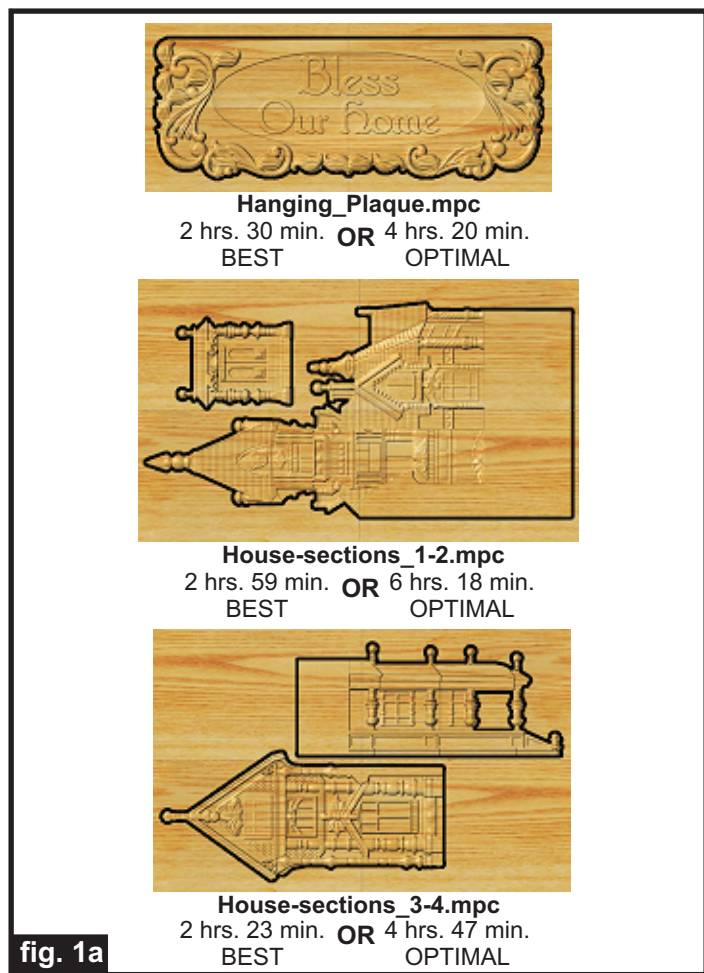 Bless
Our Home
Hanging_Plaque.mpc
2 hrs. 30 min. OR 4 hrs. 20 min.
BEST OPTIMAL
House-sections_1-2.mpc
2 hrs. 59 min. OR 6 hrs. 18 min.
BEST OPTIMAL
House-sections_3-4.mpc
2 hrs. 23 min. OR 4 hrs. 47 min.
BEST OPTIMAL
fig. 1a